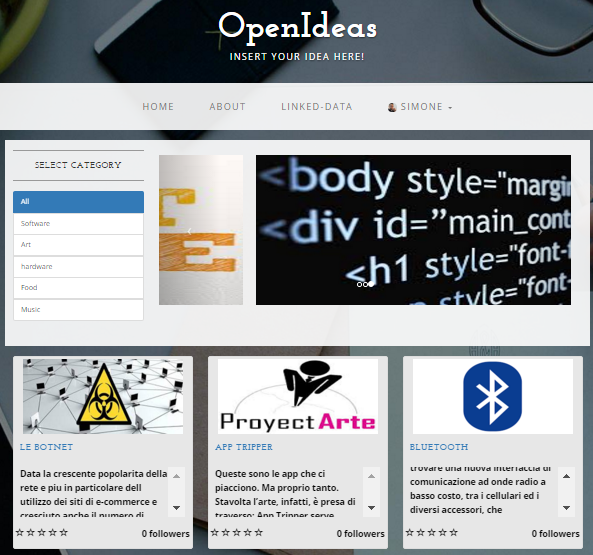 OpenIdeas
INSERT YOUR IDEA HERE!
HOME ABOUT LINKED-DATA SIMONE
SELECT CATEGORY
All
Software
Art
hardware
Food
Music
T
E
<body style="margin
<div id="main_cont
<h1 style="font-f
style="font-
ProyectArte
LE BOTNET
Data la crescente popolarita della
rete e piu in particolare dell
utilizzo dei siti di e-commerce e
cresciuto anche il numero di
0 followers
APP TRIPPER
Queste sono le app che ci
piacciono. Ma proprio tanto.
Stavolta l'arte, infatti, è presa di
traverso: App Tripper serve
0 followers
BLUETOOTH
trovare una nuova interfaccia di
comunicazione ad onde radio a
basso costo, tra i cellulari ed i
diversi accessori, che
0 followers